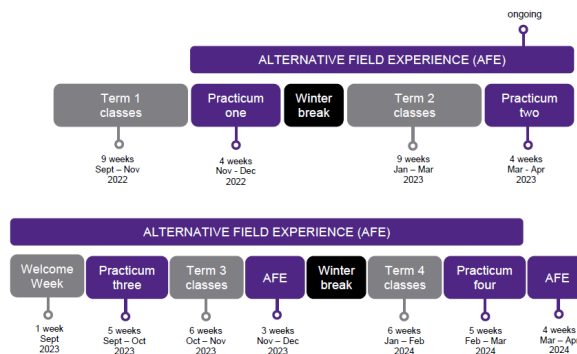 ongoing
ALTERNATIVE FIELD EXPERIENCE (AFE)
Term 1
classes
Practicum
one
Winter
break
Term 2
classes
Practicum
two
9 weeks
Sept – Nov
2022
4 weeks
Nov - Dec
2022
9 weeks
Jan – Mar
2023
4 weeks
Mar - Apr
2023
ALTERNATIVE FIELD EXPERIENCE (AFE)
Welcome
Week
Practicum
three
Term 3
classes
AFE
Winter
break
Term 4
classes
Practicum
four
AFE
1 week
Sept
2023
5 weeks
Sept – Oct
2023
6 weeks
Oct – Nov
2023
3 weeks
Nov – Dec
2023
6 weeks
Jan – Feb
2024
5 weeks
Feb – Mar
2024
4 weeks
Mar – Apr
2024